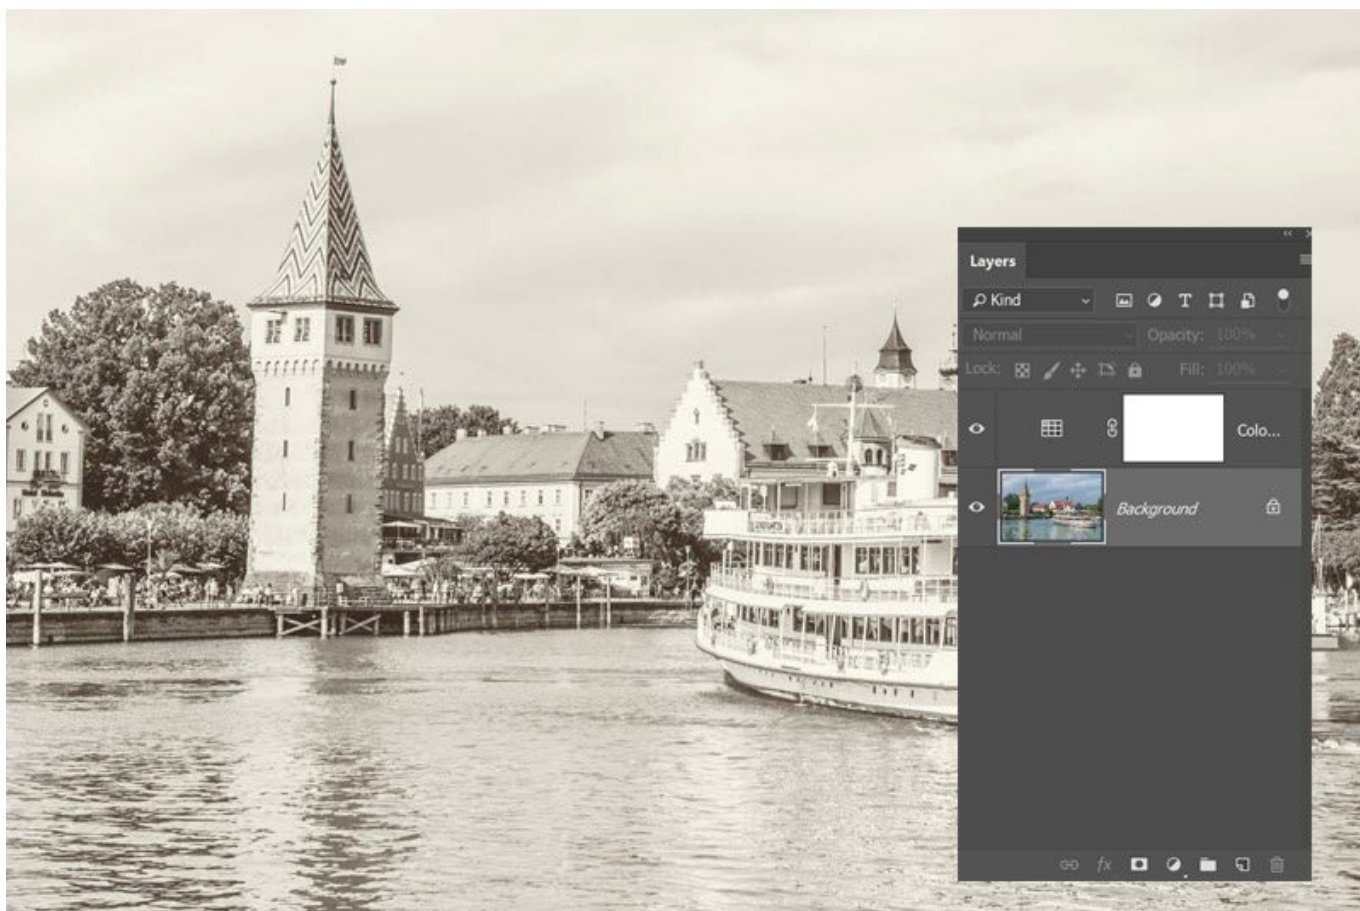 Layers
Kind
Normal Opacity: 100%
Lock: Fill: 100%
Colo...
Background
fx